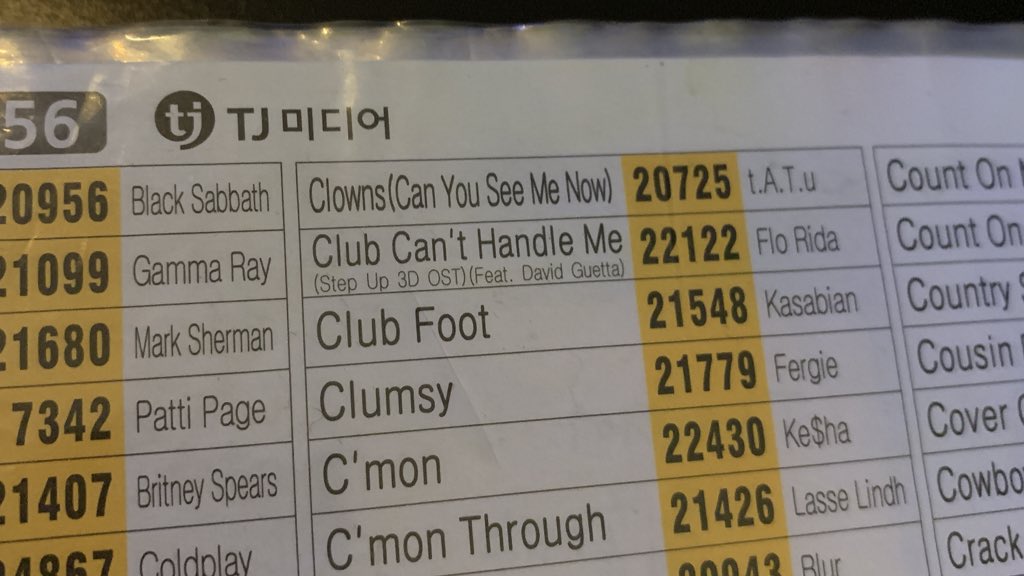 56 tj TJ 미디어
20956 Black Sabbath
21099 Gamma Ray
21680 Mark Sherman
7342 Patti Page
21407 Britney Spears
Coldplay
Clowns(Can You See Me Now) 20725 t.A.T.u
Club Can't Handle Me 22122 Flo Rida
(Step Up 3D OST)(Feat. David Guetta)
Club Foot 21548 Kasabian
Clumsy 21779 Fergie
C'mon 22430 Ke$ha
C'mon Through 21426 Lasse Lindh
Blur
Count On
Count On
Country
Cousin
Cover
Crack